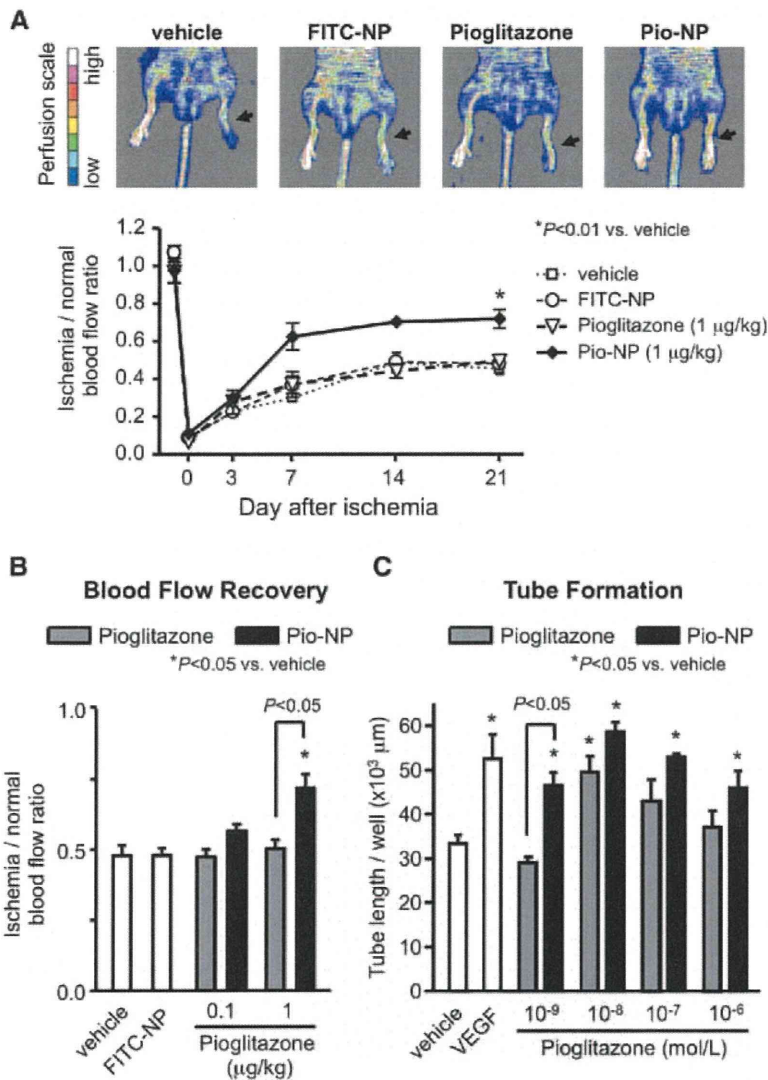 A
vehicle FITC-NP Pioglitazone Pio-NP
Perfusion scale
high
low
Ischemia / normal
blood flow ratio
1.2
1.0
0.8
0.6
0.4
0.2
0.0
0 3 7 14 21
Day after ischemia
*
*P<0.01 vs. vehicle
vehicle
FITC-NP
Pioglitazone (1 µg/kg)
Pio-NP (1 µg/kg)
B
Blood Flow Recovery
Pioglitazone Pio-NP
*P<0.05 vs. vehicle
P<0.05
*
Ischemia / normal
blood flow ratio
1.0
0.5
0.0
vehicle
FITC-NP
0.1 1
Pioglitazone
(µg/kg)
C
Tube Formation
Pioglitazone Pio-NP
*P<0.05 vs. vehicle
P<0.05
* * * * * *
Tube length / well (x10³ µm)
60
50
40
30
20
10
0
vehicle
VEGF
10⁻⁹ 10⁻⁸ 10⁻⁷ 10⁻⁶
Pioglitazone (mol/L)